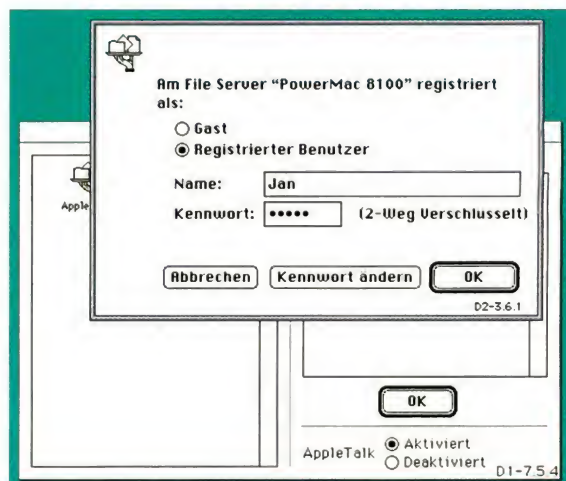 Am File Server “PowerMac 8100” registriert
als:
Gast
Registrierter Benutzer
Name: Jan
Kennwort: ••••• (2-Weg Verschlusselt)
Abbrechen Kennwort ändern OK
D2-3.6.1
Apple
OK
AppleTalk Aktiviert
Deaktiviert
D1-7.5.4